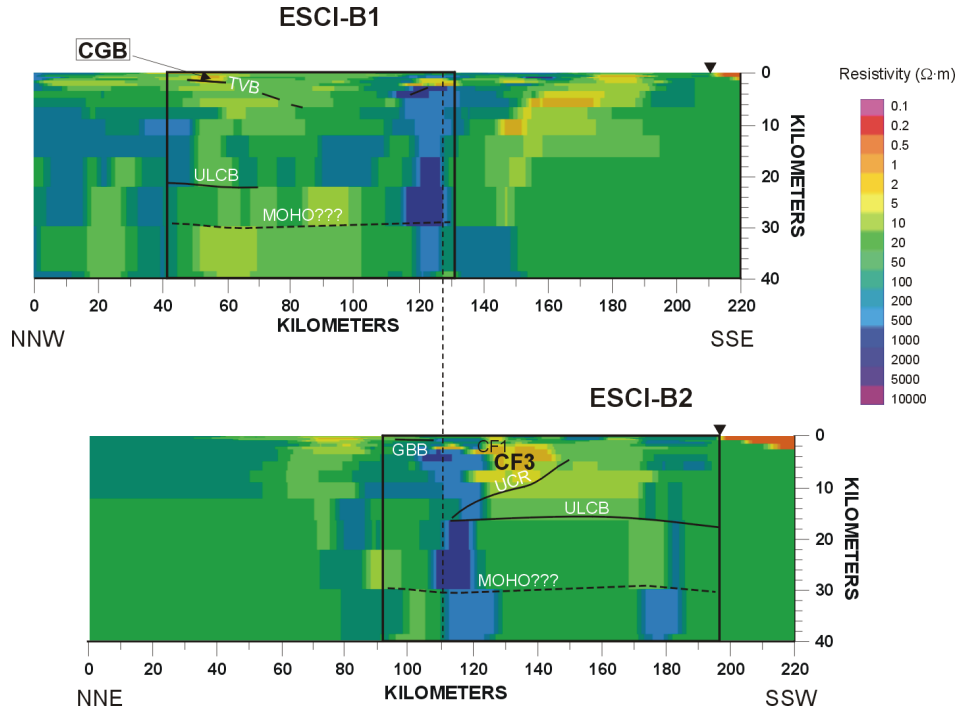 ESCI-B1
CGB
TVB
ULCB
MOHO???
0
10
20
30
40
KILOMETERS
0 20 40 60 80 100 120 140 160 180 200 220
KILOMETERS
NNW SSE
Resistivity (Ω·m)
0.1
0.2
0.5
1
2
5
10
20
50
100
200
500
1000
2000
5000
10000
ESCI-B2
GBB
CF1
CF3
UCR
ULCB
MOHO???
0
10
20
30
40
KILOMETERS
0 20 40 60 80 100 120 140 160 180 200 220
KILOMETERS
NNE SSW